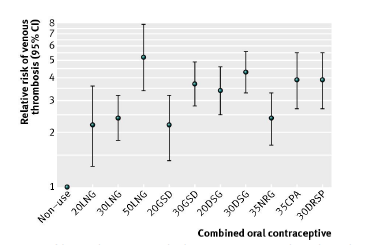 Relative risk of venous
thrombosis (95% CI)
8
7
6
5
4
3
2
1
Non-use
20LNG
30LNG
50LNG
20GSD
30GSD
20DSG
30DSG
35NRG
35CPA
30DRSP
Combined oral contraceptive